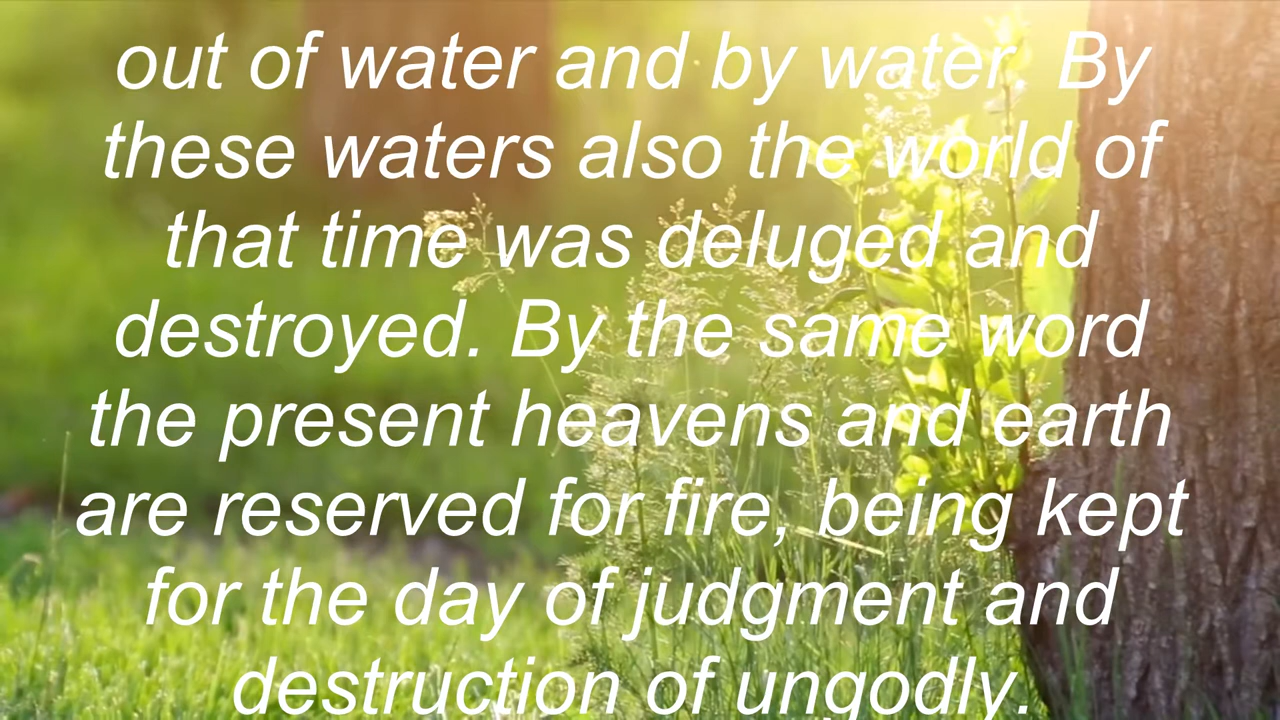 out of water and by water. By
these waters also the world of
that time was deluged and
destroyed. By the same word
the present heavens and earth
are reserved for fire, being kept
for the day of judgment and
destruction of ungodly.